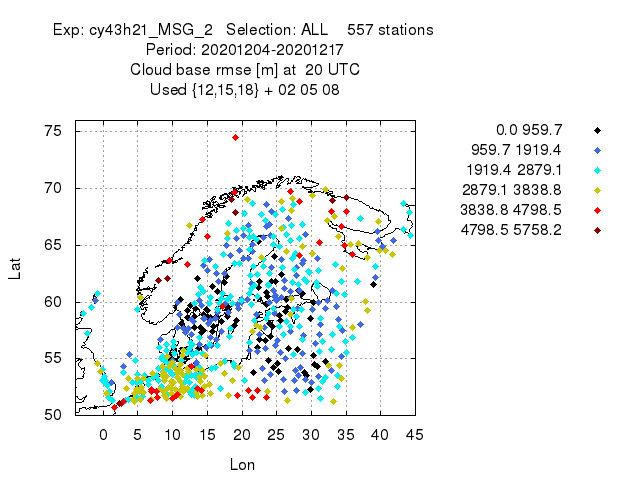 Exp: cy43h21_MSG_2 Selection: ALL 557 stations
Period: 20201204-20201217
Cloud base rmse [m] at 20 UTC
Used {12,15,18} + 02 05 08
0.0 959.7
959.7 1919.4
1919.4 2879.1
2879.1 3838.8
3838.8 4798.5
4798.5 5758.2
75
70
65
60
55
50
Lat
0 5 10 15 20 25 30 35 40 45
Lon